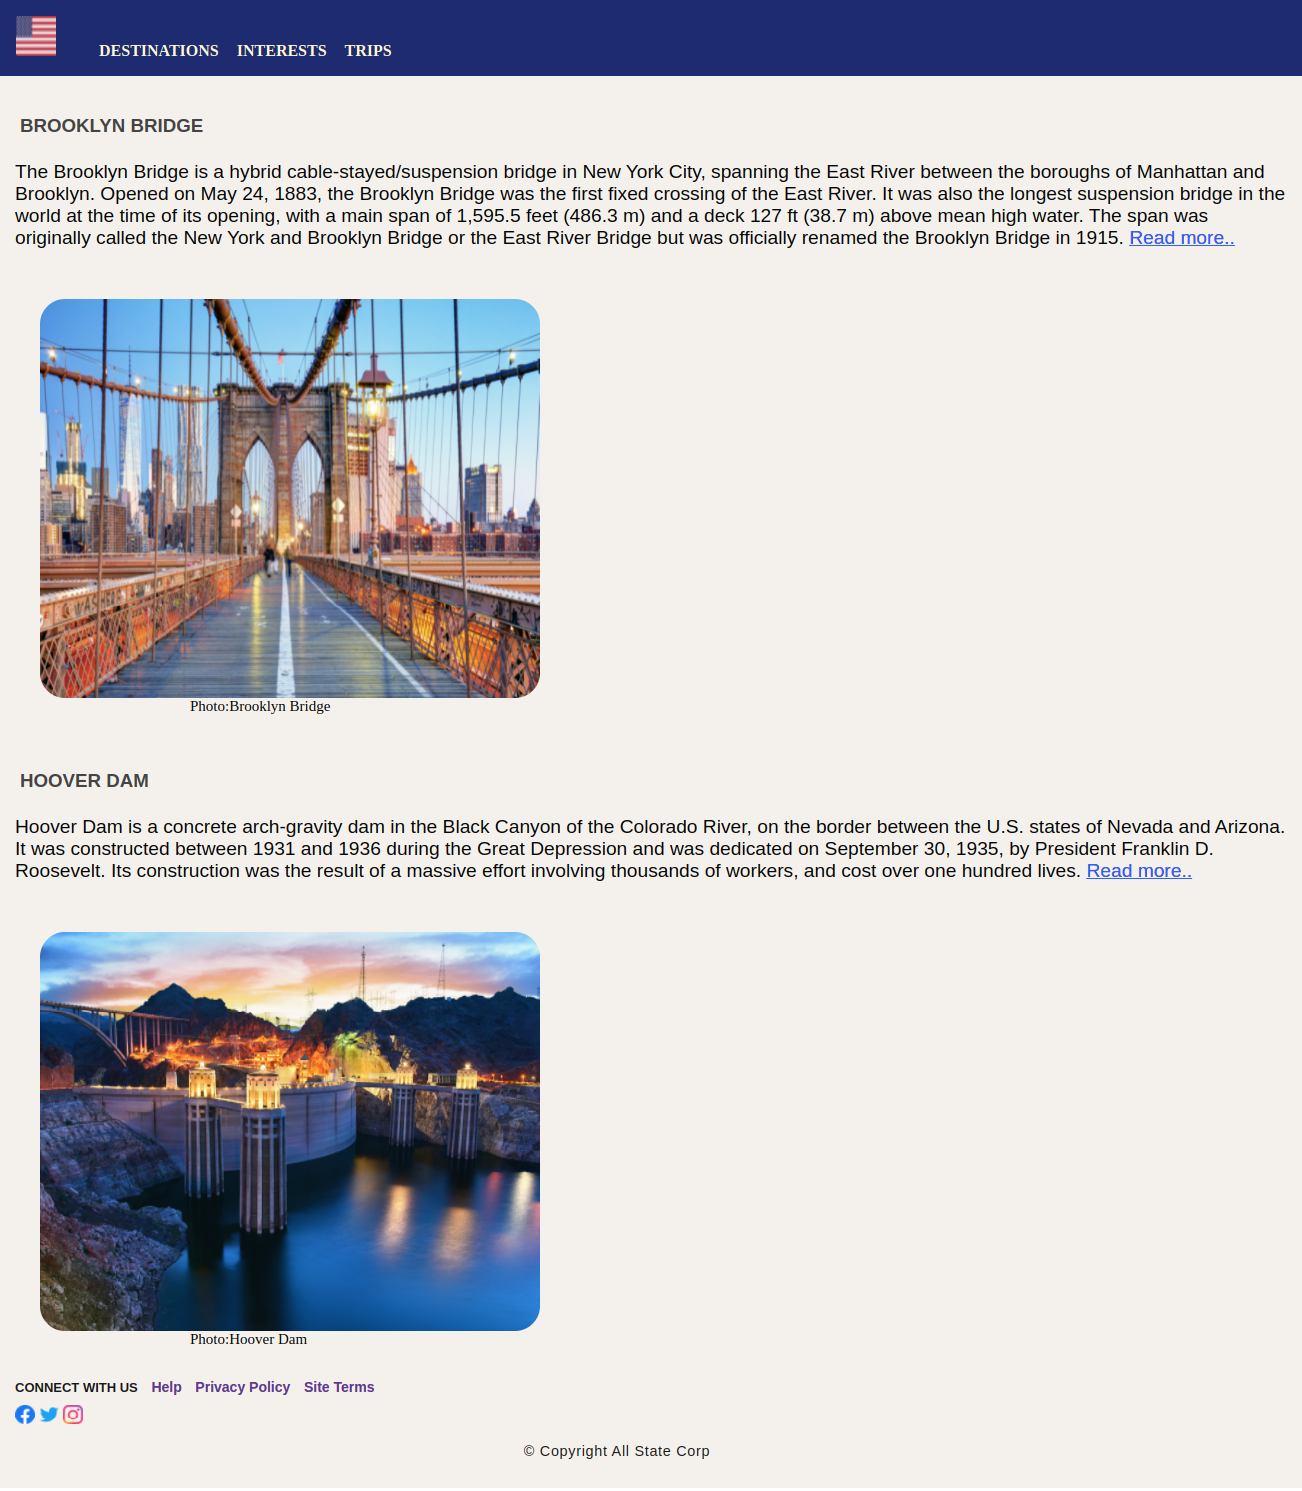 DESTINATIONS INTERESTS TRIPS
BROOKLYN BRIDGE
The Brooklyn Bridge is a hybrid cable-stayed/suspension bridge in New York City, spanning the East River between the boroughs of Manhattan and
Brooklyn. Opened on May 24, 1883, the Brooklyn Bridge was the first fixed crossing of the East River. It was also the longest suspension bridge in the
world at the time of its opening, with a main span of 1,595.5 feet (486.3 m) and a deck 127 ft (38.7 m) above mean high water. The span was
originally called the New York and Brooklyn Bridge or the East River Bridge but was officially renamed the Brooklyn Bridge in 1915. Read more..
Photo:Brooklyn Bridge
HOOVER DAM
Hoover Dam is a concrete arch-gravity dam in the Black Canyon of the Colorado River, on the border between the U.S. states of Nevada and Arizona.
It was constructed between 1931 and 1936 during the Great Depression and was dedicated on September 30, 1935, by President Franklin D.
Roosevelt. Its construction was the result of a massive effort involving thousands of workers, and cost over one hundred lives. Read more..
Photo:Hoover Dam
CONNECT WITH US Help Privacy Policy Site Terms
© Copyright All State Corp